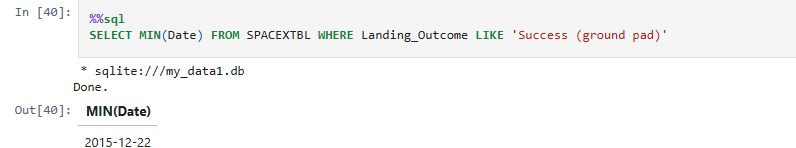 In [40]:
%%sql
SELECT MIN(Date) FROM SPACEXTBL WHERE Landing_Outcome LIKE 'Success (ground pad)'
* sqlite:///my_data1.db
Done.
Out[40]:
MIN(Date)
2015-12-22